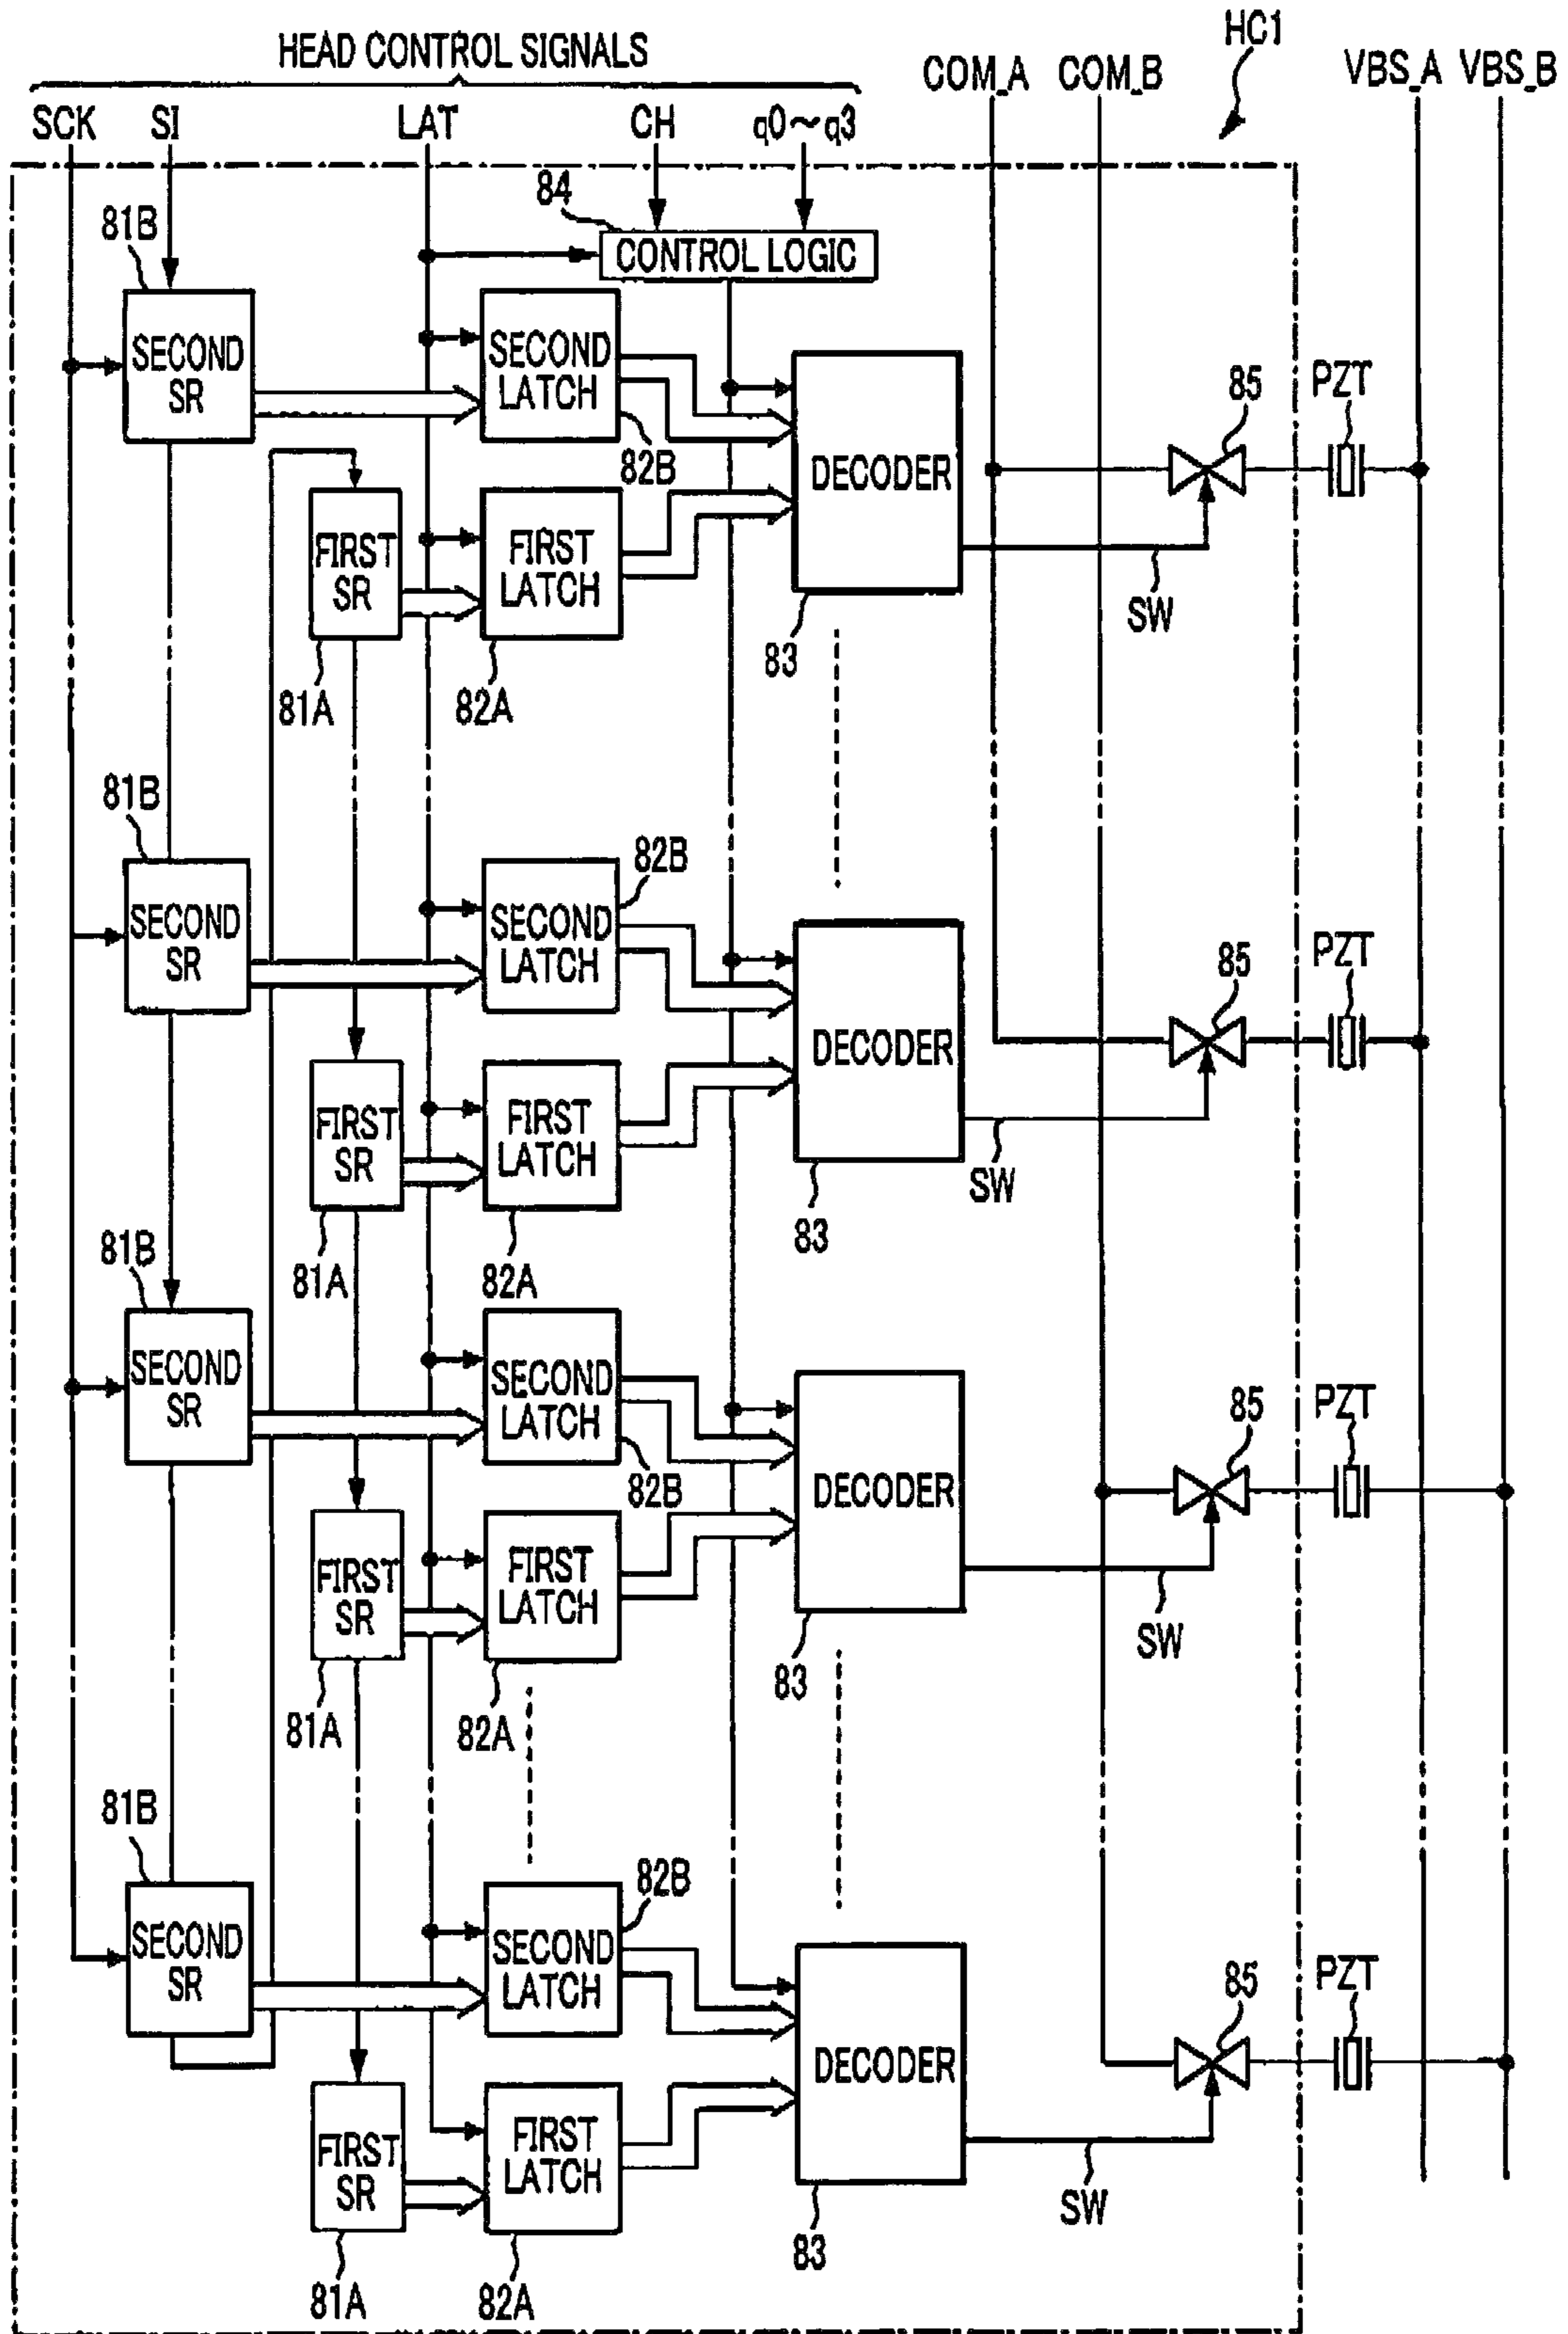 HEAD CONTROL SIGNALS
HC1
SCK SI LAT CH q0~q3 COM_A COM_B VBS_A VBS_B
84
CONTROL LOGIC
81B
SECOND
SR
SECOND
LATCH
82B
DECODER
83
85
PZT
SW
FIRST
SR
81A
FIRST
LATCH
82A
81B
SECOND
SR
82B
SECOND
LATCH
DECODER
83
85
PZT
SW
FIRST
SR
81A
FIRST
LATCH
82A
81B
SECOND
SR
SECOND
LATCH
82B
DECODER
83
85
PZT
SW
FIRST
SR
81A
FIRST
LATCH
82A
81B
SECOND
SR
82B
SECOND
LATCH
DECODER
83
85
PZT
SW
FIRST
SR
81A
FIRST
LATCH
82A